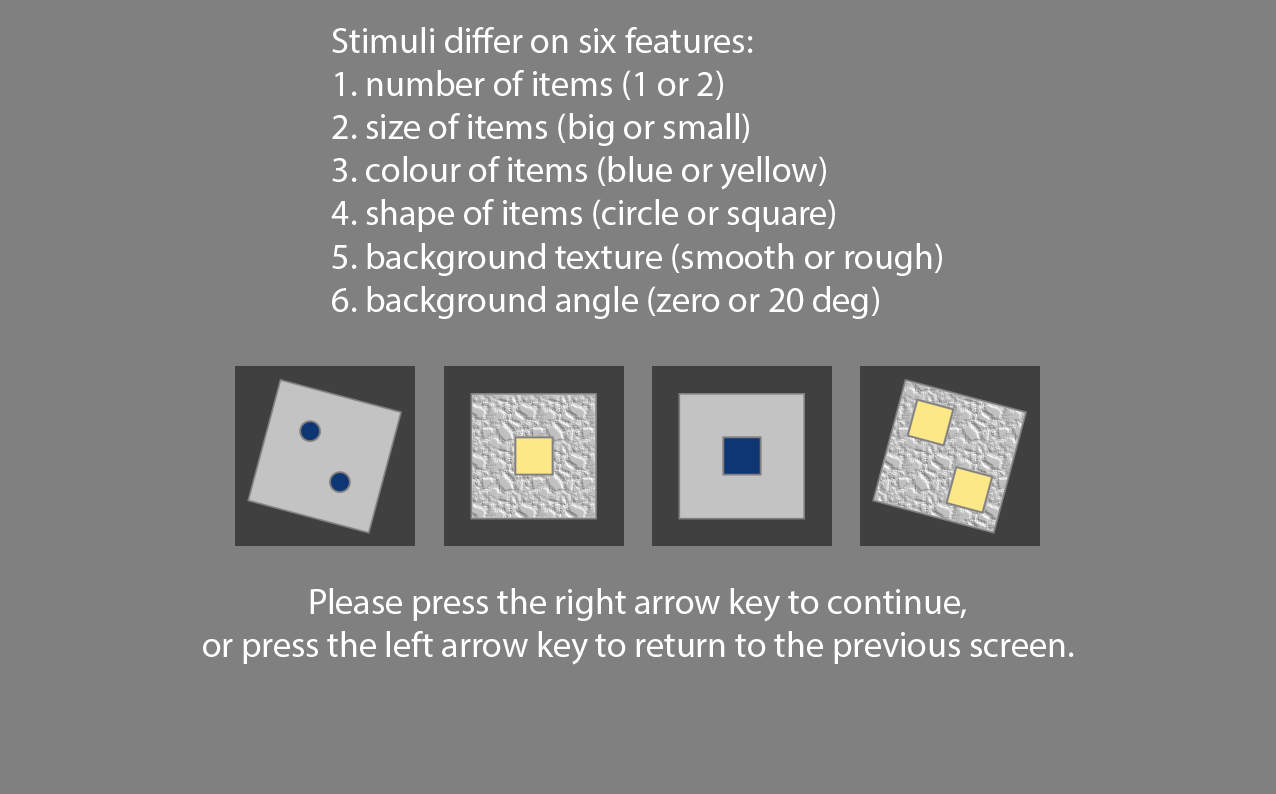 Stimuli differ on six features:
1. number of items (1 or 2)
2. size of items (big or small)
3. colour of items (blue or yellow)
4. shape of items (circle or square)
5. background texture (smooth or rough)
6. background angle (zero or 20 deg)
Please press the right arrow key to continue,
or press the left arrow key to return to the previous screen.